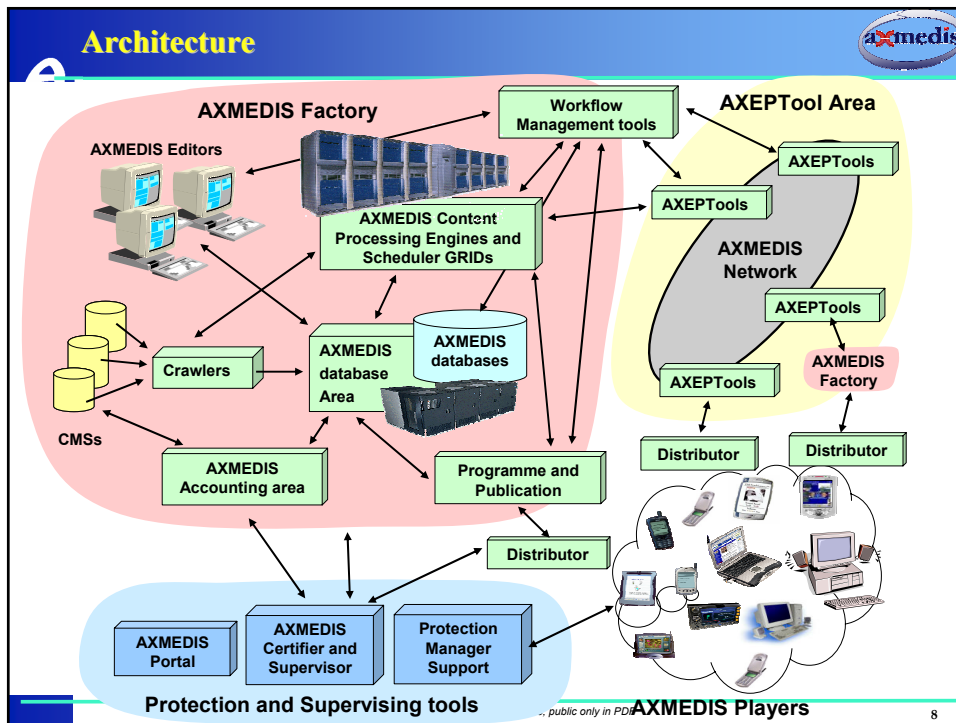 Architecture
axmedis
AXMEDIS Factory
Workflow
Management tools
AXEPTool Area
AXMEDIS Editors
AXEPTools
AXEPTools
AXMEDIS Content
Processing Engines and
Scheduler GRIDs
AXMEDIS
Network
AXEPTools
AXMEDIS
databases
AXMEDIS
database
Area
Crawlers
AXMEDIS
Factory
AXEPTools
CMSs
Distributor
Distributor
AXMEDIS
Accounting area
Programme and
Publication
Distributor
AXMEDIS
Portal
AXMEDIS
Certifier and
Supervisor
Protection
Manager
Support
Protection and Supervising tools
public only in PDF
AXMEDIS Players
8